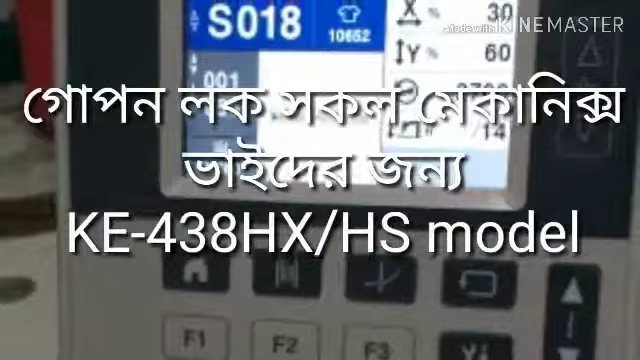 Made with KINEMASTER
S018
10652
X % 30
Y % 60
001
14
গোপন লক সকল মেকানিক্স
ভাইদের জন্য
KE-438HX/HS model
F1 F2 F3